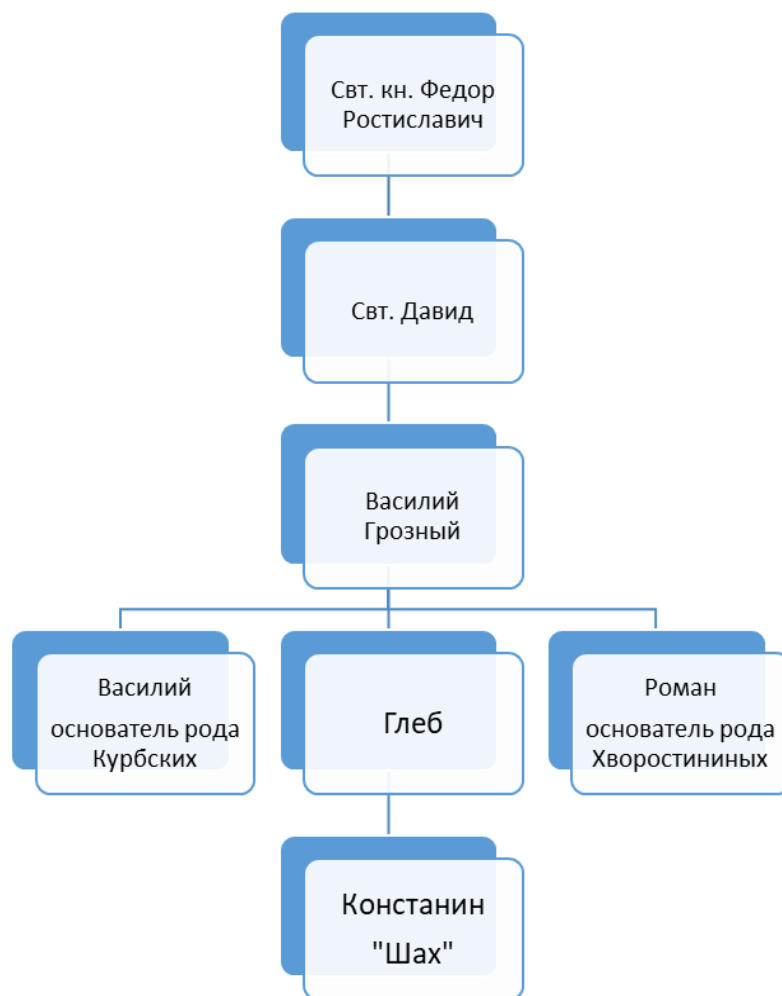 Свт. кн. Федор
Ростиславич
Свт. Давид
Василий
Грозный
Василий
основатель рода
Курбских
Глеб
Роман
основатель рода
Хворостининых
Констанин
"Шах"